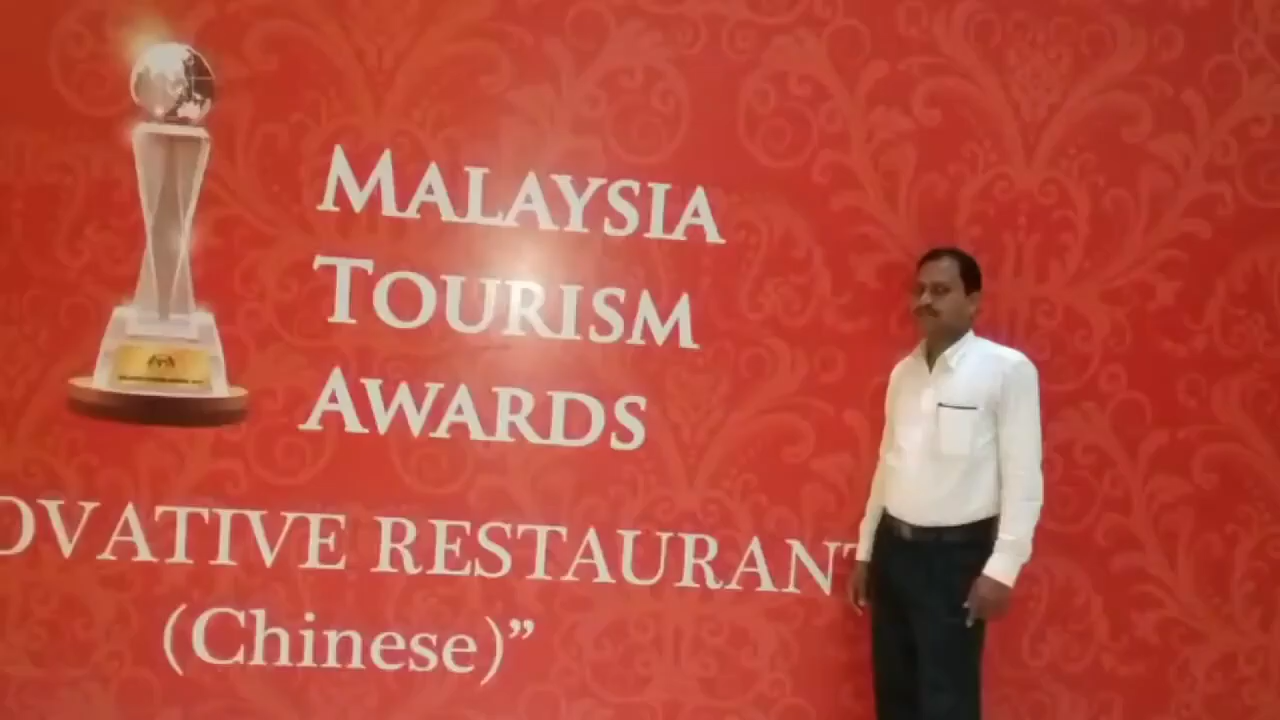 MALAYSIA
TOURISM
AWARDS
OVATIVE RESTAURANT
(Chinese)”